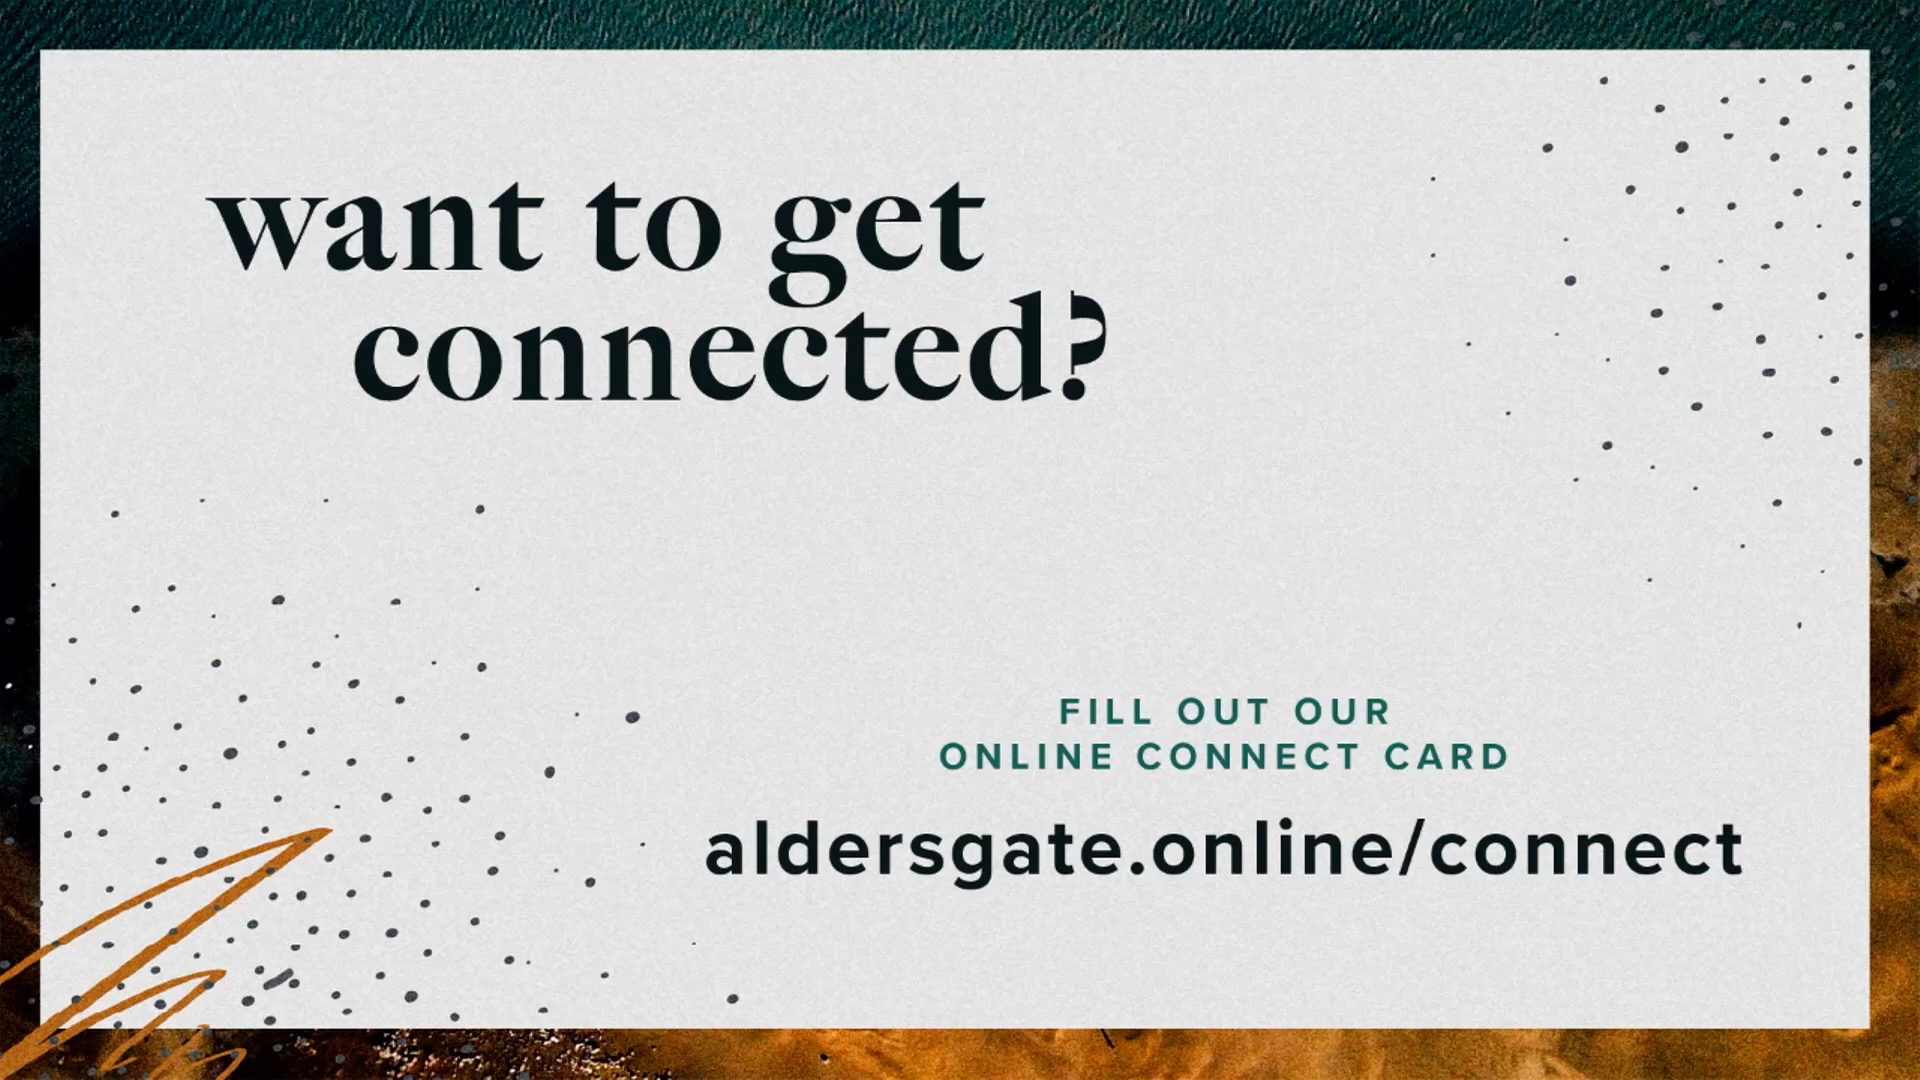 want to get
connected?
FILL OUT OUR
ONLINE CONNECT CARD
aldersgate.online/connect